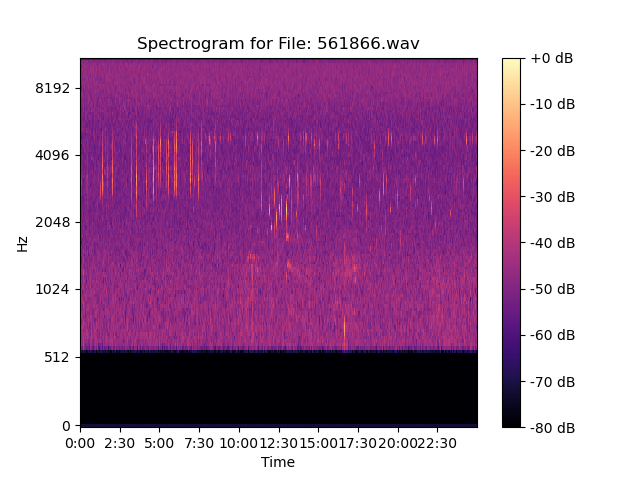 Spectrogram for File: 561866.wav
8192
4096
2048
1024
512
0
Hz
0:00 2:30 5:00 7:30 10:00 12:30 15:00 17:30 20:00 22:30
Time
+0 dB
-10 dB
-20 dB
-30 dB
-40 dB
-50 dB
-60 dB
-70 dB
-80 dB